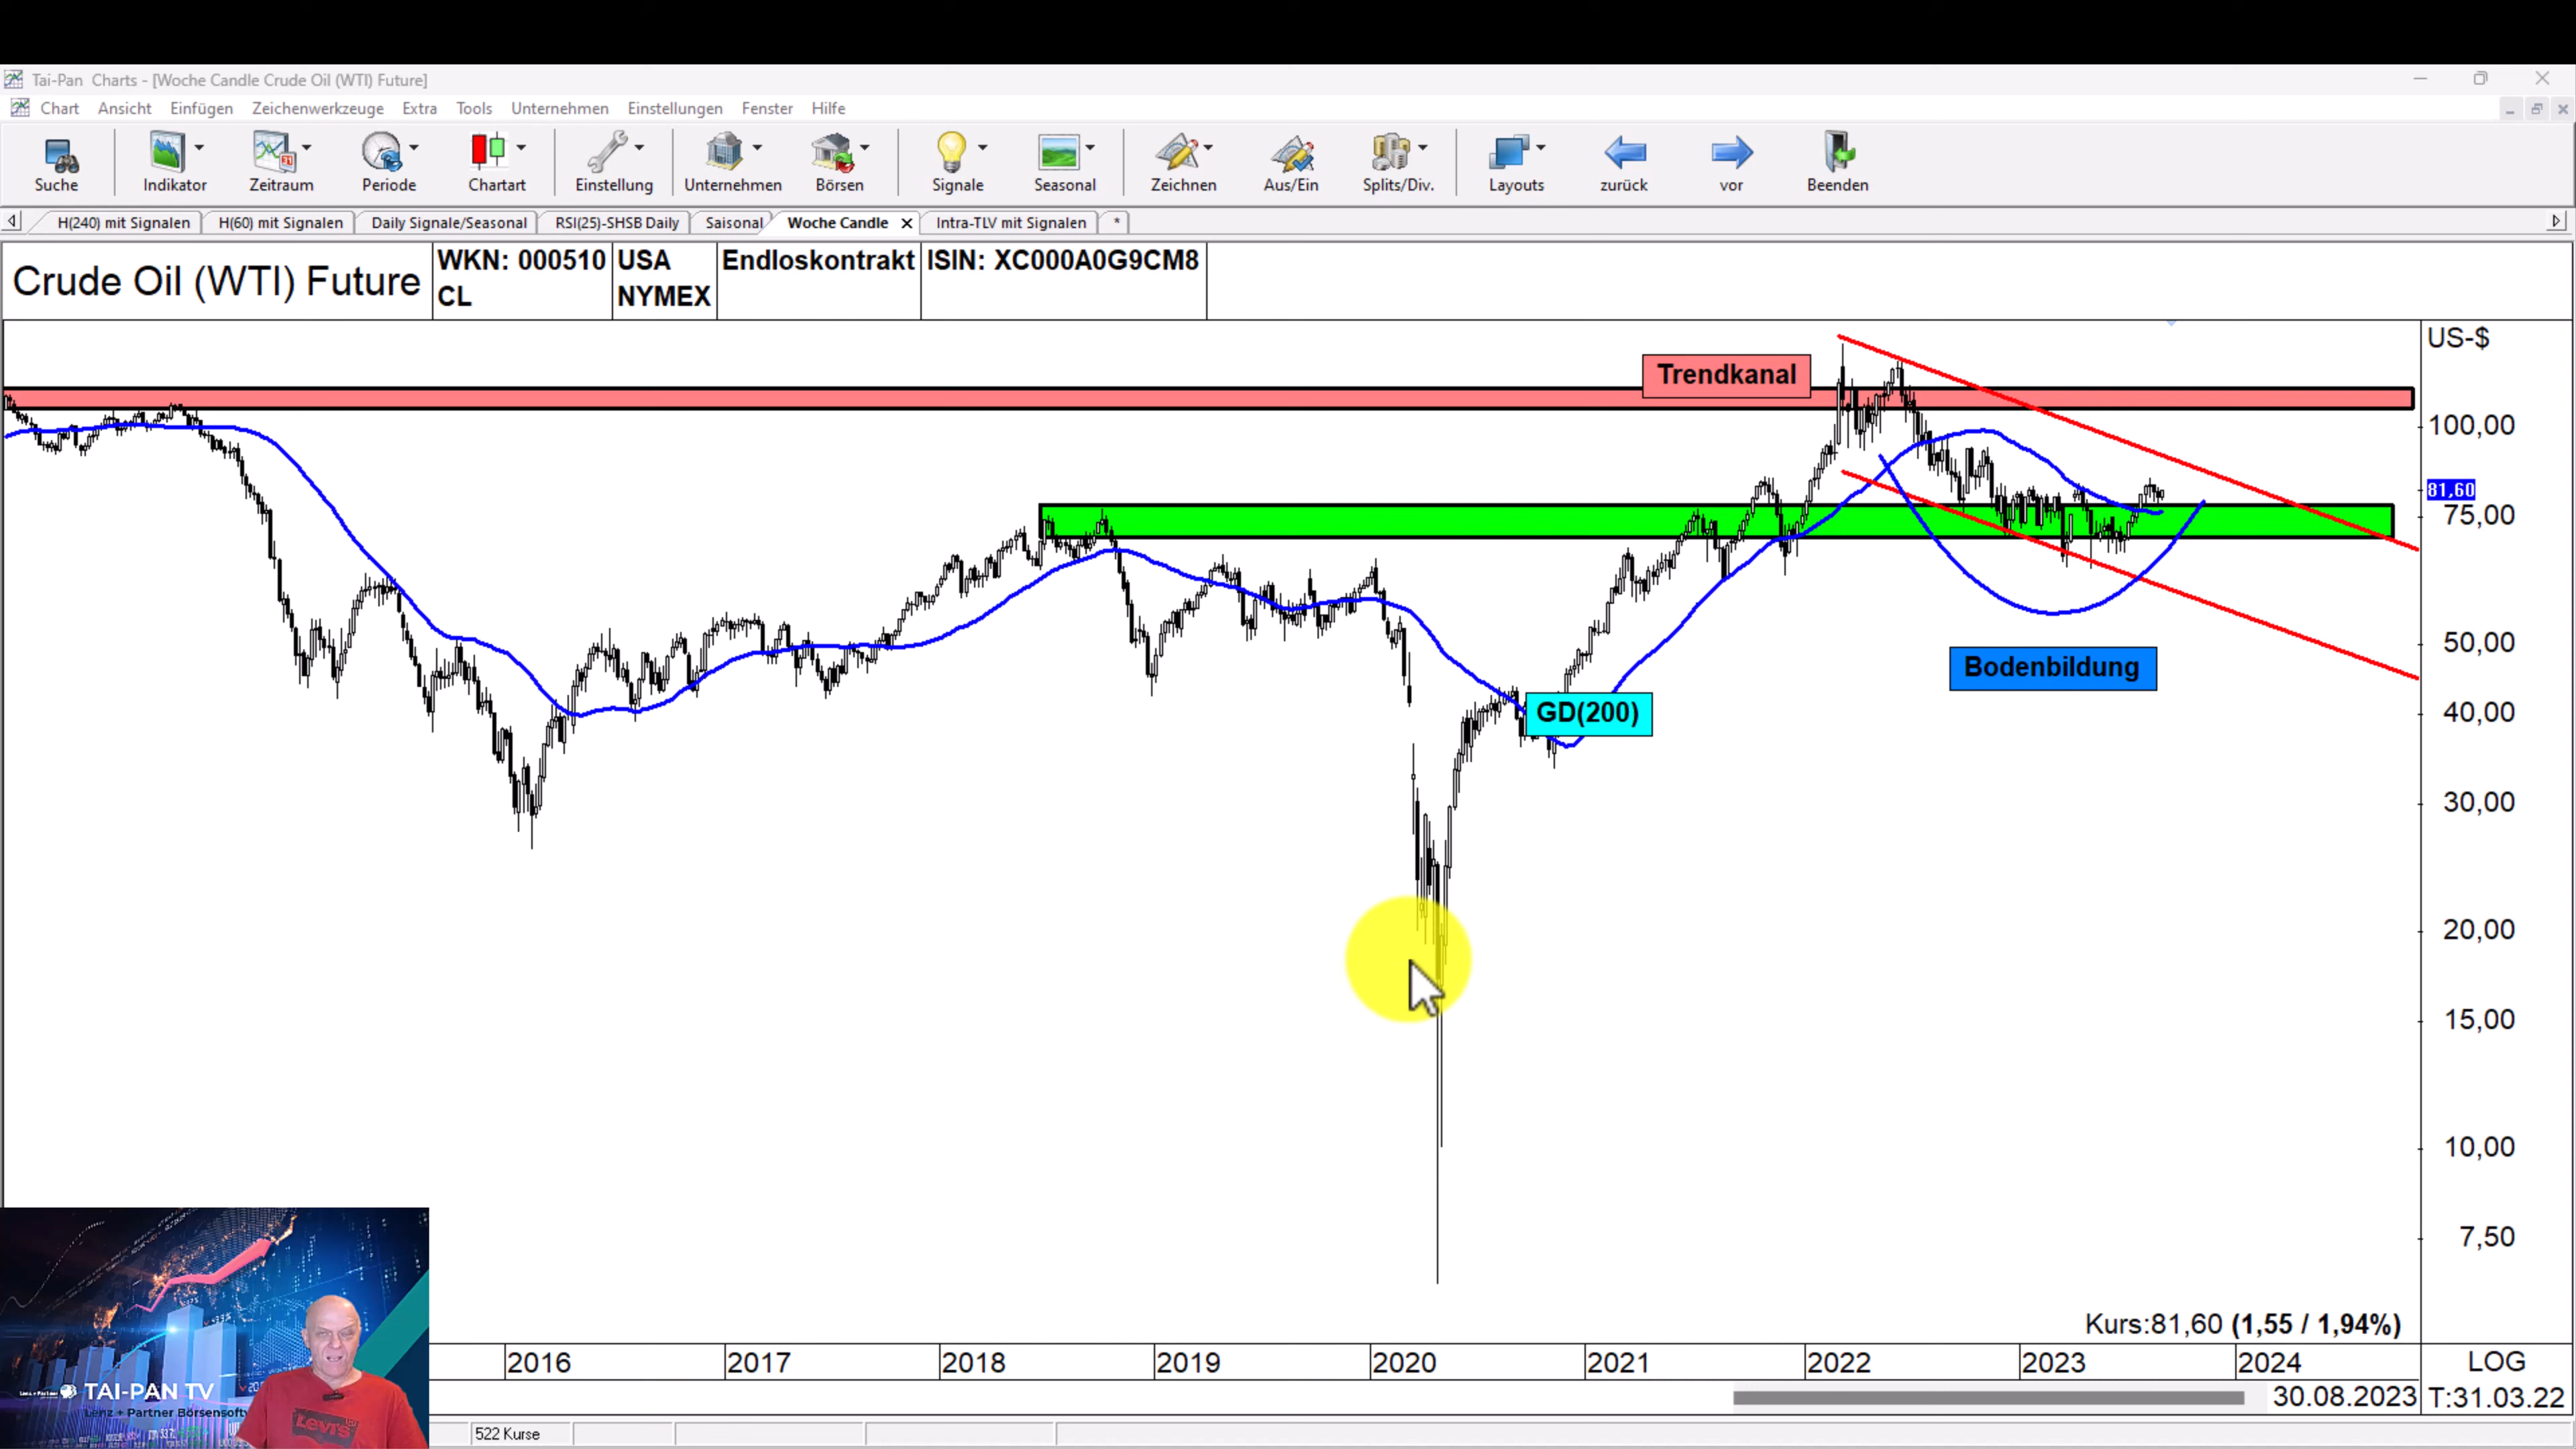 Tai-Pan Charts - [Woche Candle Crude Oil (WTI) Future]
Chart Ansicht Einfügen Zeichenwerkzeuge Extra Tools Unternehmen Einstellungen Fenster Hilfe
Suche Indikator Zeitraum Periode Chartart Einstellung Unternehmen Börsen Signale Seasonal Zeichnen Aus/Ein Splits/Div. Layouts zurück vor Beenden
H(240) mit Signalen H(60) mit Signalen Daily Signale/Seasonal RSI(25)-SHSB Daily Saisonal Woche Candle Intra-TLV mit Signalen *
Crude Oil (WTI) Future
WKN: 000510
CL
USA
NYMEX
Endloskontrakt
ISIN: XC000A0G9CM8
US-$
Trendkanal
100,00
81,60
75,00
50,00
Bodenbildung
GD(200)
40,00
30,00
20,00
15,00
10,00
7,50
Kurs:81,60 (1,55 / 1,94%)
2016 2017 2018 2019 2020 2021 2022 2023 2024 LOG
30.08.2023 T:31.03.22
TAI-PAN TV
Lenz + Partner Börsensoftw
Levi's
522 Kurse